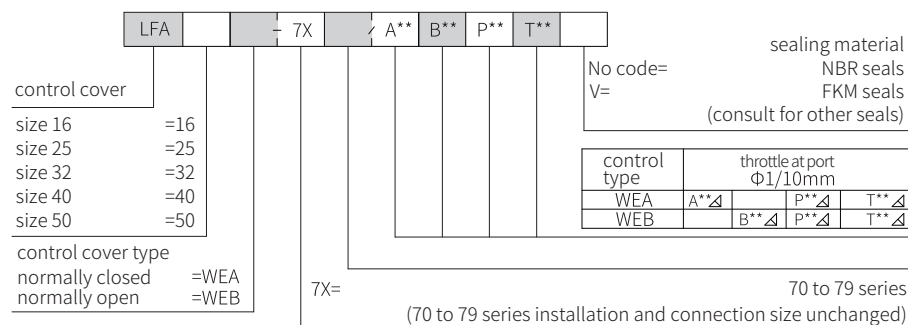 LFA - 7X / A** B** P** T**
sealing material
No code= NBR seals
V= FKM seals
(consult for other seals)
control cover
size 16 =16
size 25 =25
size 32 =32
size 40 =40
size 50 =50
control type throttle at port Φ1/10mm
WEA A** P** T**
WEB B** P** T**
control cover type
normally closed =WEA
normally open =WEB
7X= 70 to 79 series
(70 to 79 series installation and connection size unchanged)